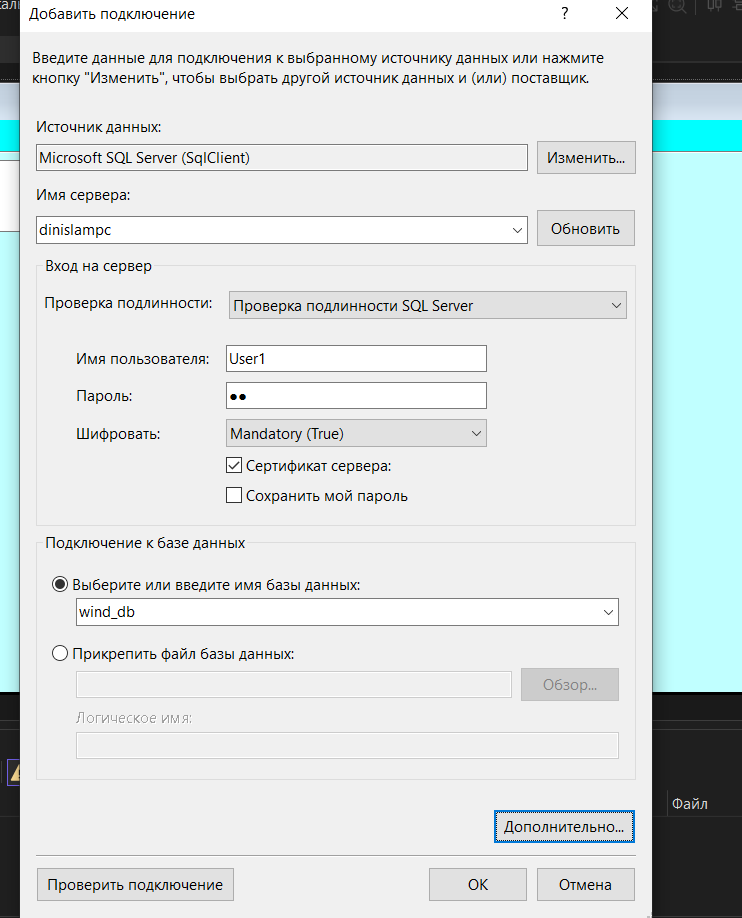 Добавить подключение
?
Введите данные для подключения к выбранному источнику данных или нажмите
кнопку "Изменить", чтобы выбрать другой источник данных и (или) поставщик.
Источник данных:
Microsoft SQL Server (SqlClient)
Изменить...
Имя сервера:
dinislampc
Обновить
Вход на сервер
Проверка подлинности:
Проверка подлинности SQL Server
Имя пользователя:
User1
Пароль:
●●
Шифровать:
Mandatory (True)
Сертификат сервера:
Сохранить мой пароль
Подключение к базе данных
Выберите или введите имя базы данных:
wind_db
Прикрепить файл базы данных:
Обзор...
Логическое имя:
Файл
Дополнительно...
Проверить подключение
ОК
Отмена